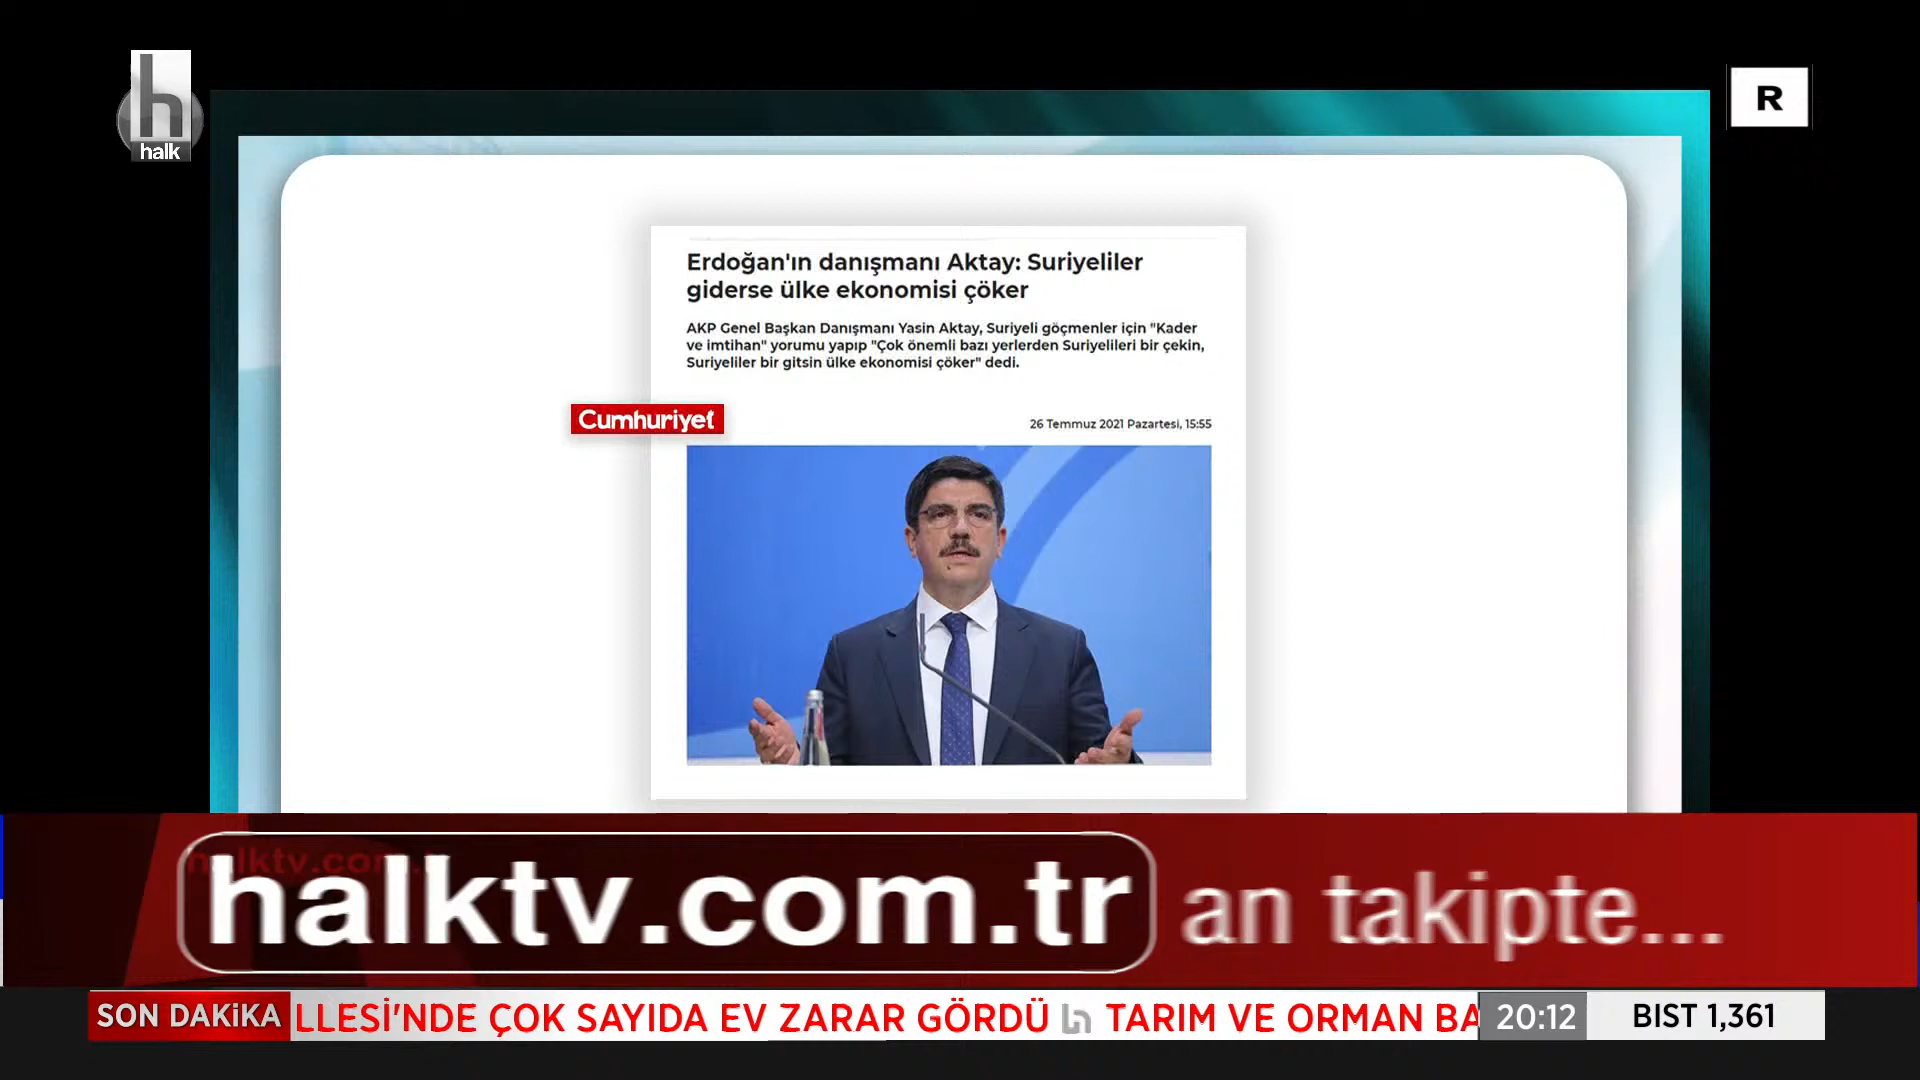 h
halk
R
Erdoğan'ın danışmanı Aktay: Suriyeliler
giderse ülke ekonomisi çöker
AKP Genel Başkan Danışmanı Yasin Aktay, Suriyeli göçmenler için "Kader
ve imtihan" yorumu yapıp "Çok önemli bazı yerlerden Suriyelileri bir çekin,
Suriyeliler bir gitsin ülke ekonomisi çöker" dedi.
Cumhuriyet
26 Temmuz 2021 Pazartesi, 15:55
halktv.com.tr an takipte...
SON DAKİKA LLESİ'NDE ÇOK SAYIDA EV ZARAR GÖRDÜ h TARIM VE ORMAN BA 20:12 BIST 1,361